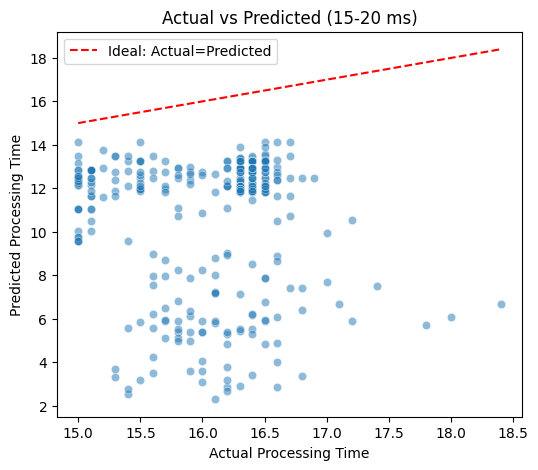 Actual vs Predicted (15-20 ms)
Ideal: Actual=Predicted
Predicted Processing Time
18
16
14
12
10
8
6
4
2
15.0 15.5 16.0 16.5 17.0 17.5 18.0 18.5
Actual Processing Time